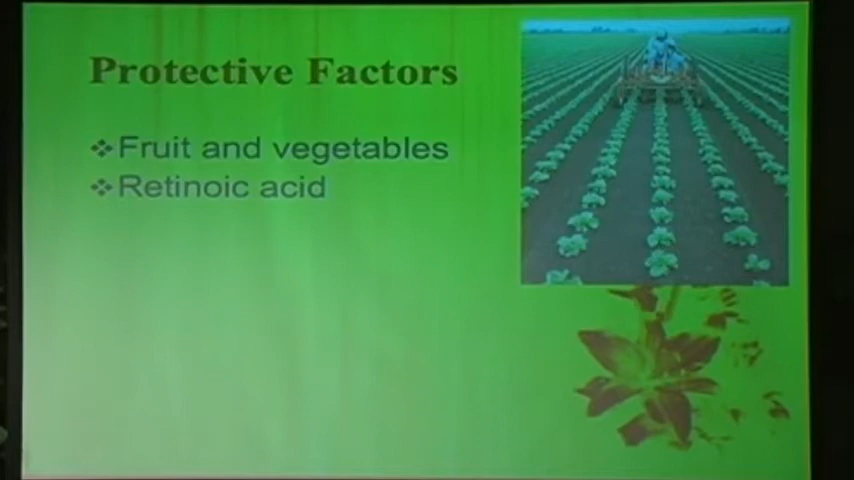 Protective Factors
Fruit and vegetables
Retinoic acid